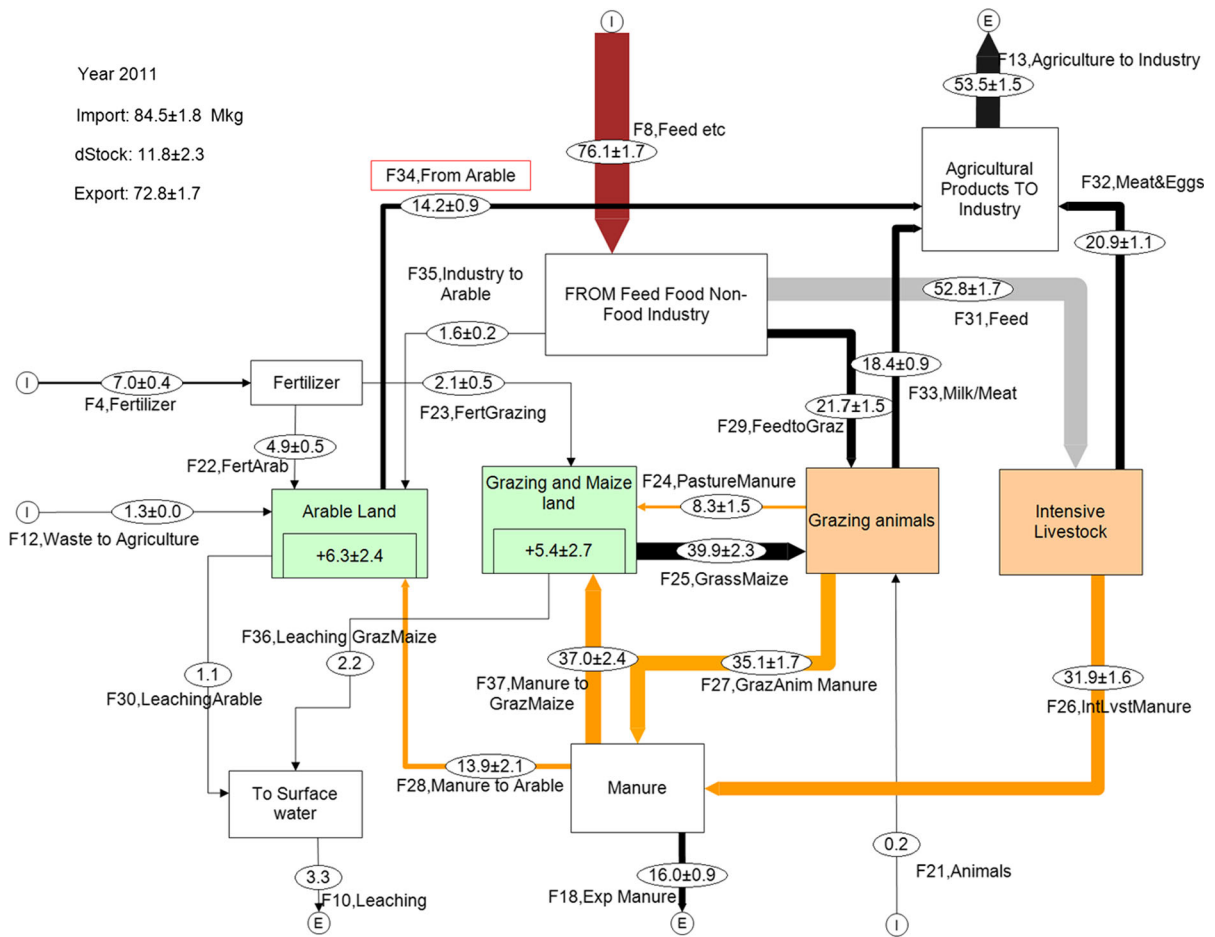 I
E
F13,Agriculture to Industry
53.5±1.5
Year 2011
Import: 84.5±1.8 Mkg
dStock: 11.8±2.3
Export: 72.8±1.7
F8,Feed etc
76.1±1.7
F34,From Arable
14.2±0.9
Agricultural
Products TO
Industry
F32,Meat&Eggs
20.9±1.1
F35,Industry to
Arable
1.6±0.2
FROM Feed Food Non-
Food Industry
52.8±1.7
F31,Feed
18.4±0.9
F33,Milk/Meat
I
7.0±0.4
F4,Fertilizer
Fertilizer
2.1±0.5
F23,FertGrazing
21.7±1.5
F29,FeedtoGraz
4.9±0.5
F22,FertArab
I
1.3±0.0
F12,Waste to Agriculture
Arable Land
+6.3±2.4
Grazing and Maize
land
+5.4±2.7
F24,PastureManure
8.3±1.5
39.9±2.3
F25,GrassMaize
Grazing animals
Intensive
Livestock
F36,Leaching GrazMaize
2.2
1.1
F30,LeachingArable
37.0±2.4
F37,Manure to
GrazMaize
35.1±1.7
F27,GrazAnim Manure
31.9±1.6
F26,IntLvstManure
13.9±2.1
F28,Manure to Arable
Manure
To Surface
water
3.3
F10,Leaching
E
16.0±0.9
F18,Exp Manure
E
0.2
F21,Animals
I